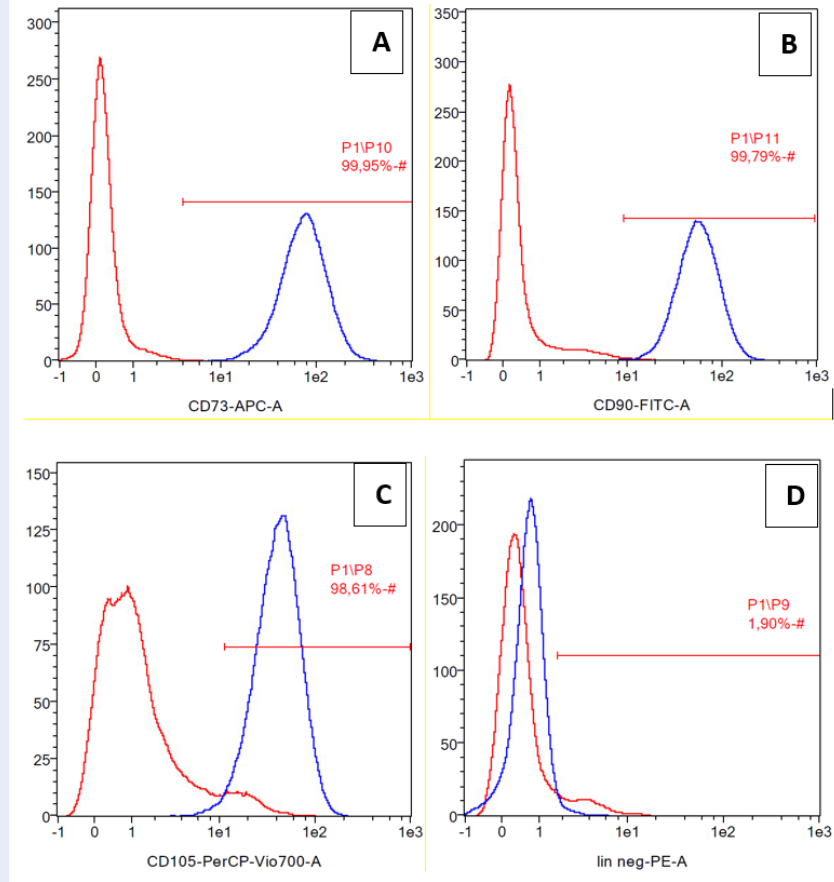 A
300
250
200
150
100
50
0
P1\P10
99,95%-#
-1 0 1 1e1 1e2 1e3
CD73-APC-A
B
350
300
250
200
150
100
50
0
P1\P11
99,79%-#
-1 0 1 1e1 1e2 1e3
CD90-FITC-A
C
150
125
100
75
50
25
0
P1\P8
98,61%-#
-1 0 1 1e1 1e2 1e3
CD105-PerCP-Vio700-A
D
200
150
100
50
0
P1\P9
1,90%-#
-1 0 1 1e1 1e2 1e3
lin neg-PE-A